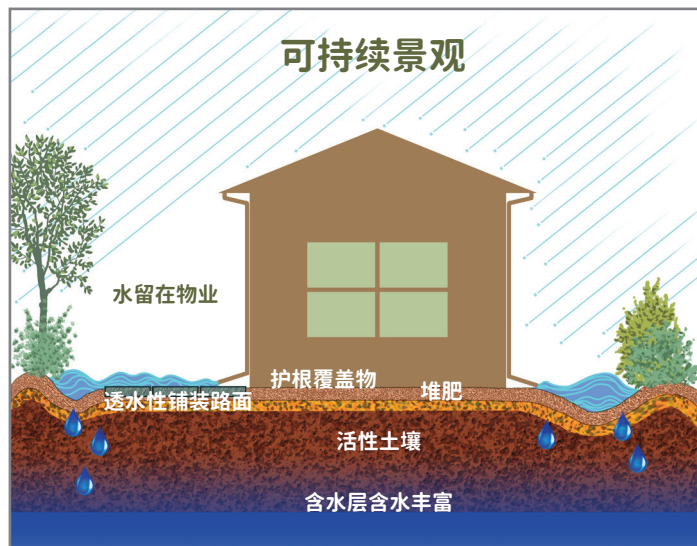 可持续景观
水留在物业
护根覆盖物
堆肥
透水性铺装路面
活性土壤
含水层含水丰富